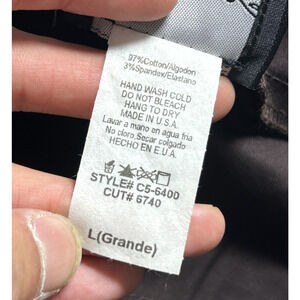 97%Cotton/Algodon
3%Spandex/Elastano
HAND WASH COLD
DO NOT BLEACH
HANG TO DRY
MADE IN U.S.A.
Lavar a mano en agua fria
No cloro.Secar colgado
HECHO EN E.U.A.
STYLE# C5-6400
CUT# 6740
L(Grande)